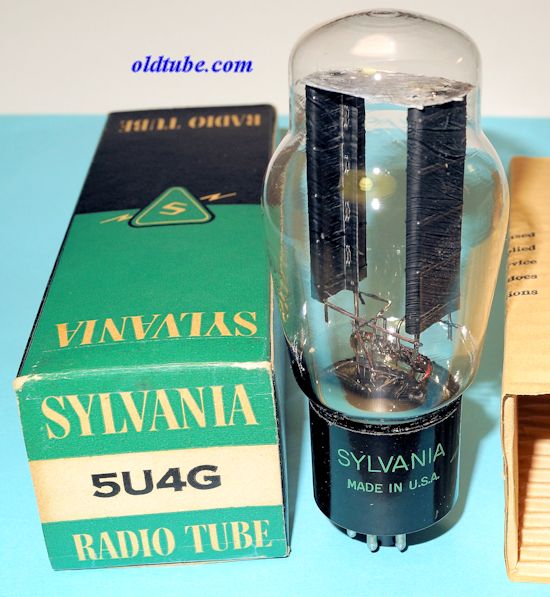 oldtube.com
RADIO TUBE
S
SYLVANIA
SYLVANIA
5U4G
RADIO TUBE
SYLVANIA
MADE IN U.S.A.